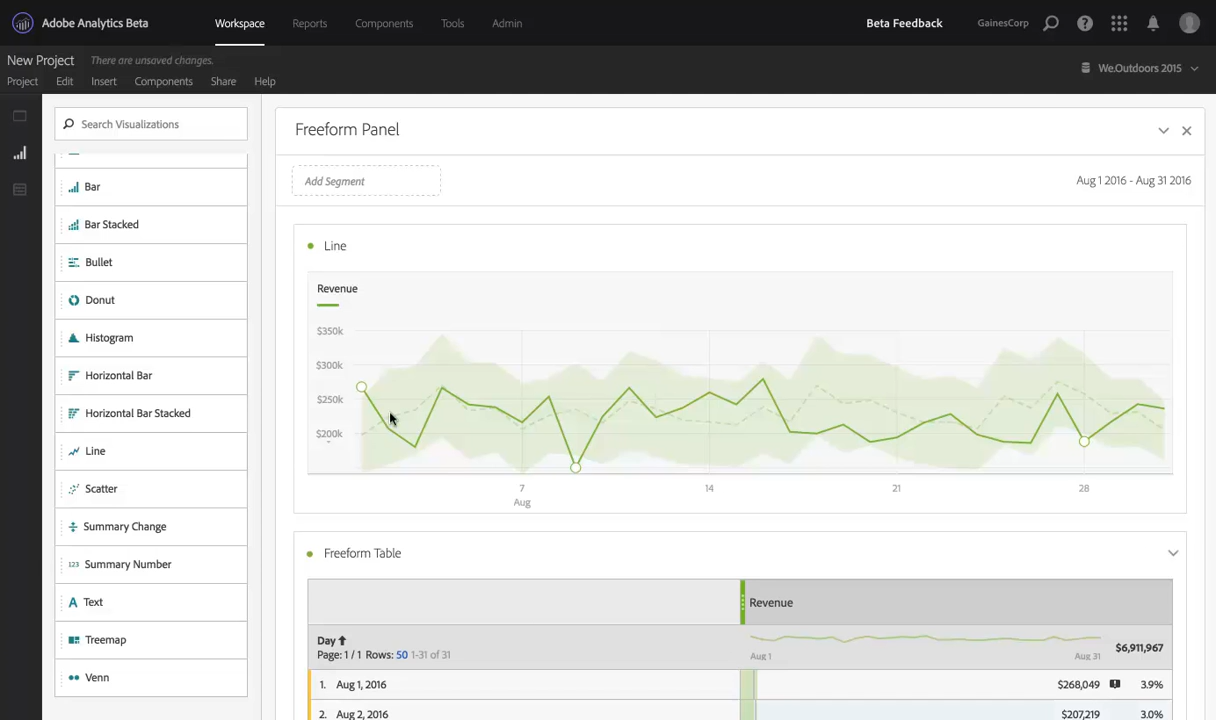 Adobe Analytics Beta
Workspace
Reports
Components
Tools
Admin
Beta Feedback
GainesCorp
New Project
There are unsaved changes.
Project
Edit
Insert
Components
Share
Help
We.Outdoors 2015
Search Visualizations
Bar
Bar Stacked
Bullet
Donut
Histogram
Horizontal Bar
Horizontal Bar Stacked
Line
Scatter
Summary Change
123 Summary Number
Text
Treemap
Venn
Freeform Panel
Add Segment
Aug 1 2016 - Aug 31 2016
Line
Revenue
$350k
$300k
$250k
$200k
7
14
21
28
Aug
Freeform Table
Revenue
Day
Page: 1 / 1 Rows: 50 1-31 of 31
Aug 1
Aug 31
$6,911,967
1. Aug 1, 2016
$268,049
3.9%
2. Aug 2, 2016
$207,219
3.0%